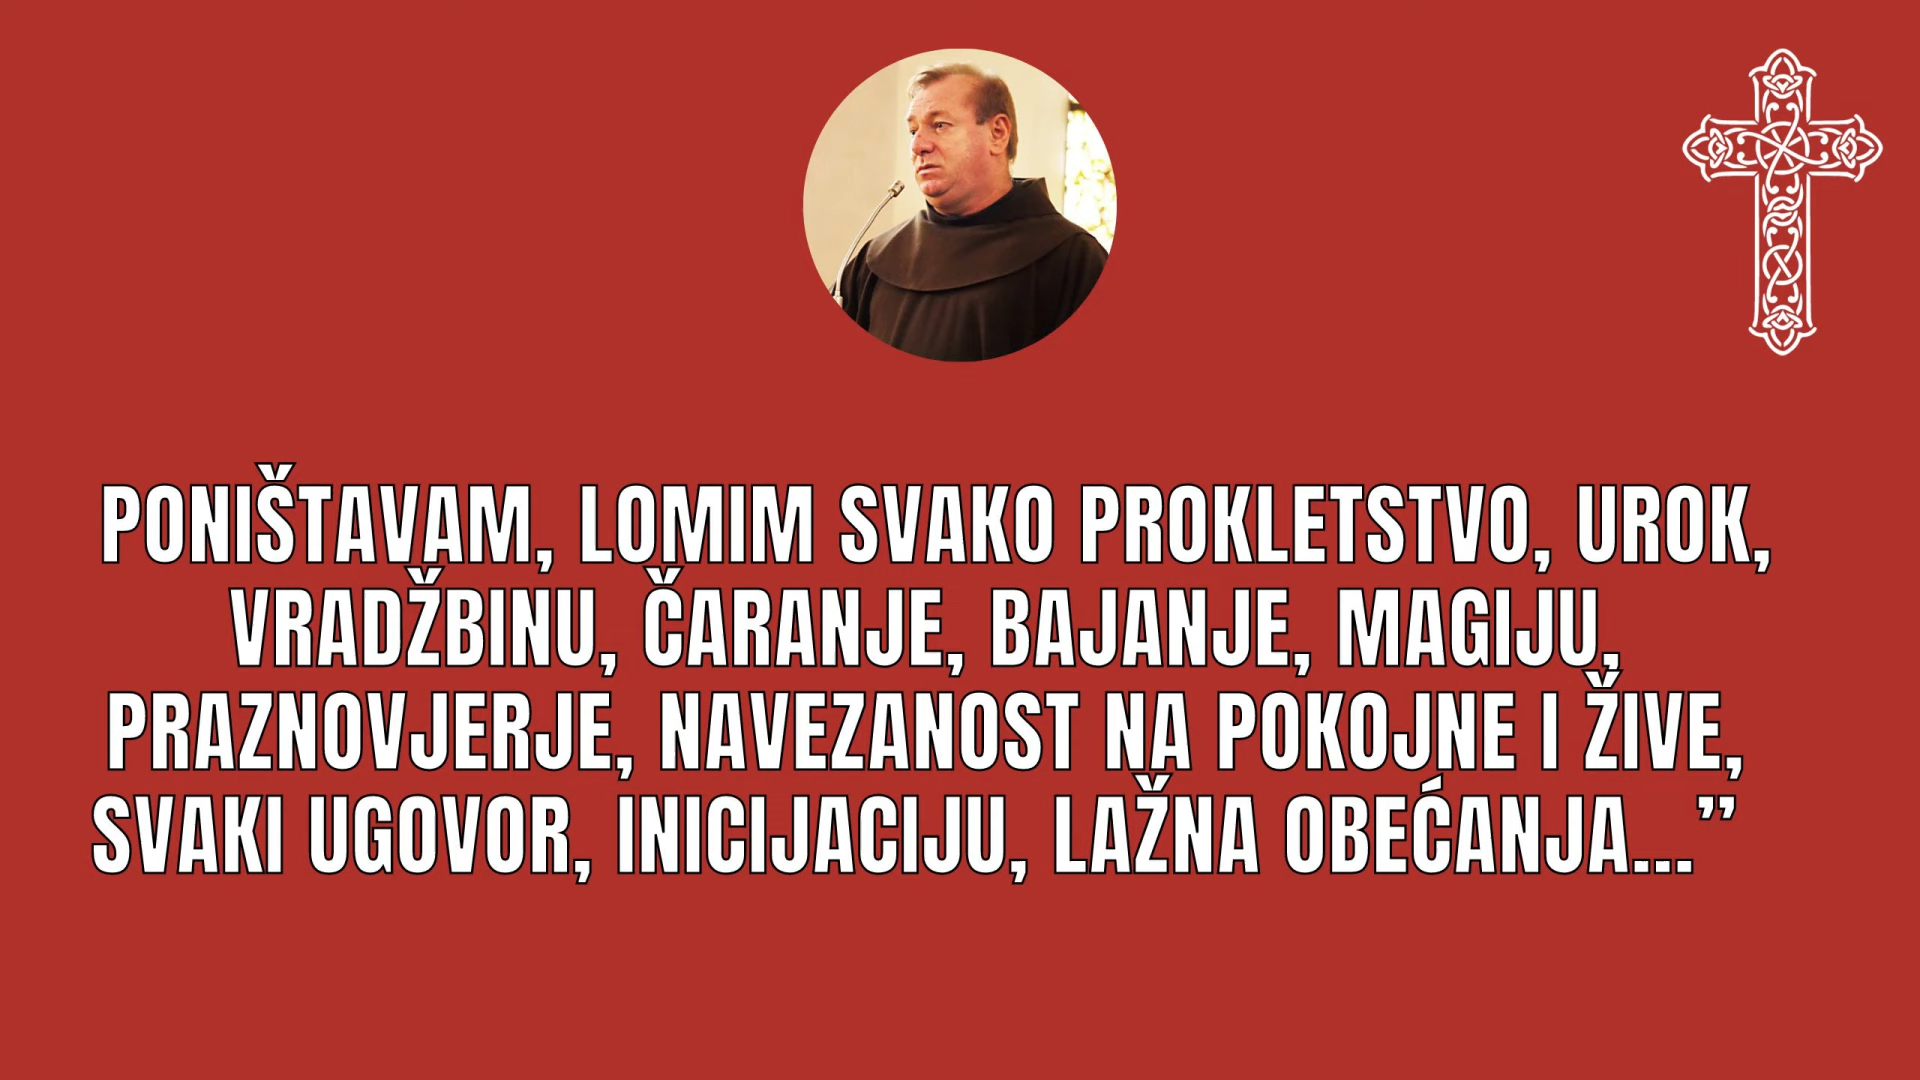 PONIŠTAVAM, LOMIM SVAKO PROKLETSTVO, UROK,
VRADŽBINU, ČARANJE, BAJANJE, MAGIJU,
PRAZNOVJERJE, NAVEZANOST NA POKOJNE I ŽIVE,
SVAKI UGOVOR, INICIJACIJU, LAŽNA OBEĆANJA...”